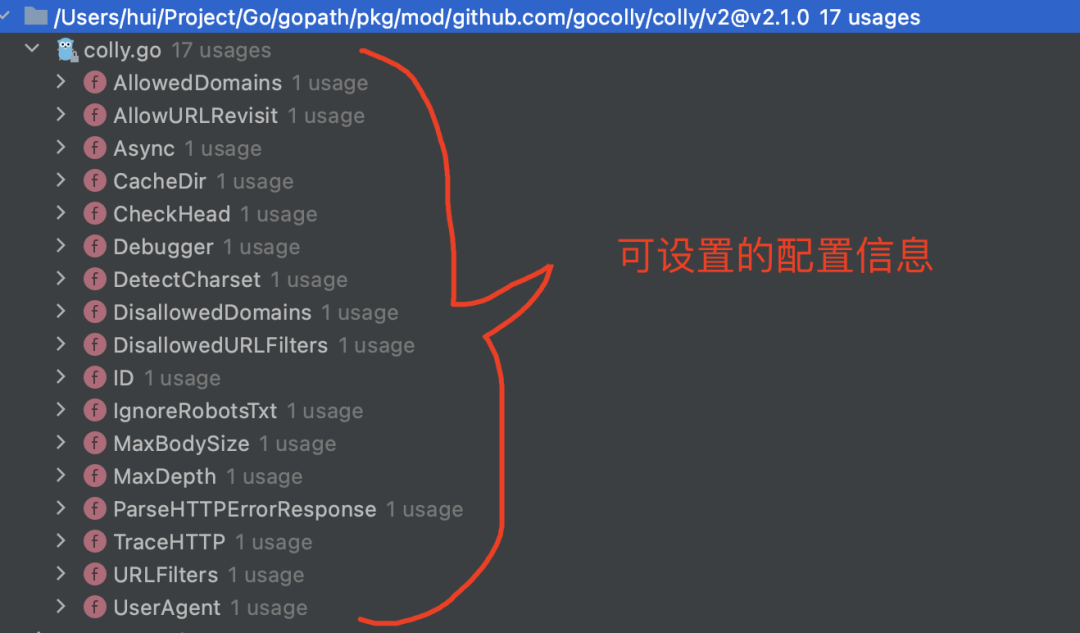 /Users/hui/Project/Go/gopath/pkg/mod/github.com/gocolly/colly/v2@v2.1.0 17 usages
colly.go 17 usages
f AllowedDomains 1 usage
f AllowURLRevisit 1 usage
f Async 1 usage
f CacheDir 1 usage
f CheckHead 1 usage
f Debugger 1 usage
可设置的配置信息
f DetectCharset 1 usage
f DisallowedDomains 1 usage
f DisallowedURLFilters 1 usage
f ID 1 usage
f IgnoreRobotsTxt 1 usage
f MaxBodySize 1 usage
f MaxDepth 1 usage
f ParseHTTPErrorResponse 1 usage
f TraceHTTP 1 usage
f URLFilters 1 usage
f UserAgent 1 usage